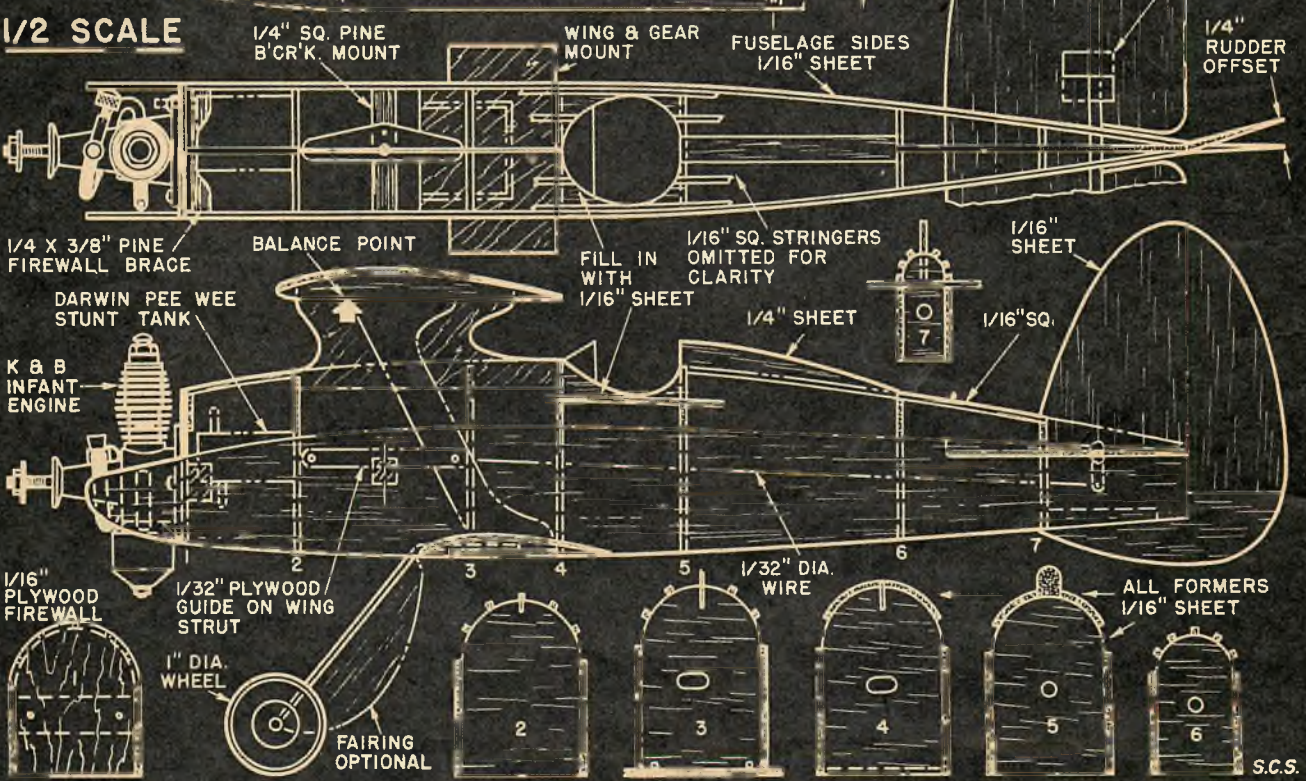 1/2 SCALE
1/4" SQ. PINE
B'CR'K. MOUNT
WING & GEAR
MOUNT
FUSELAGE SIDES
1/16" SHEET
1/4"
RUDDER
OFFSET
1/4 X 3/8" PINE
FIREWALL BRACE
BALANCE POINT
FILL IN
WITH
1/16" SHEET
1/16" SQ. STRINGERS
OMITTED FOR
CLARITY
1/16"
SHEET
DARWIN PEE WEE
STUNT TANK
1/4" SHEET
7
1/16" SQ.
K & B
INFANT
ENGINE
1
2
3
4
5
6
7
1/16"
PLYWOOD
FIREWALL
1/32" PLYWOOD
GUIDE ON WING
STRUT
1/32" DIA.
WIRE
ALL FORMERS
1/16" SHEET
1" DIA.
WHEEL
FAIRING
OPTIONAL
2
3
4
5
6
S.C.S.